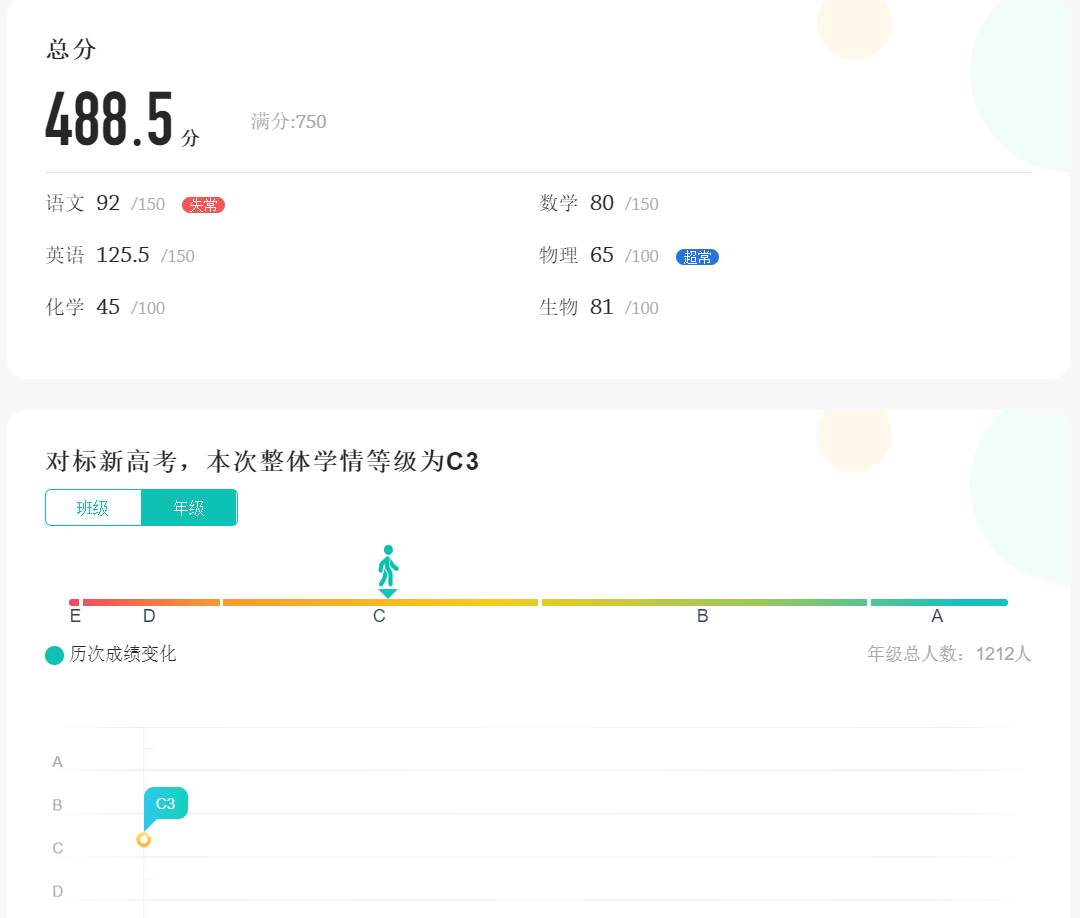 总分
488.5 分 满分:750
语文 92 /150 失常 数学 80 /150
英语 125.5 /150 物理 65 /100 超常
化学 45 /100 生物 81 /100
对标新高考，本次整体学情等级为C3
班级 年级
E D C B A
历次成绩变化 年级总人数：1212人
A
C3
B
C
D